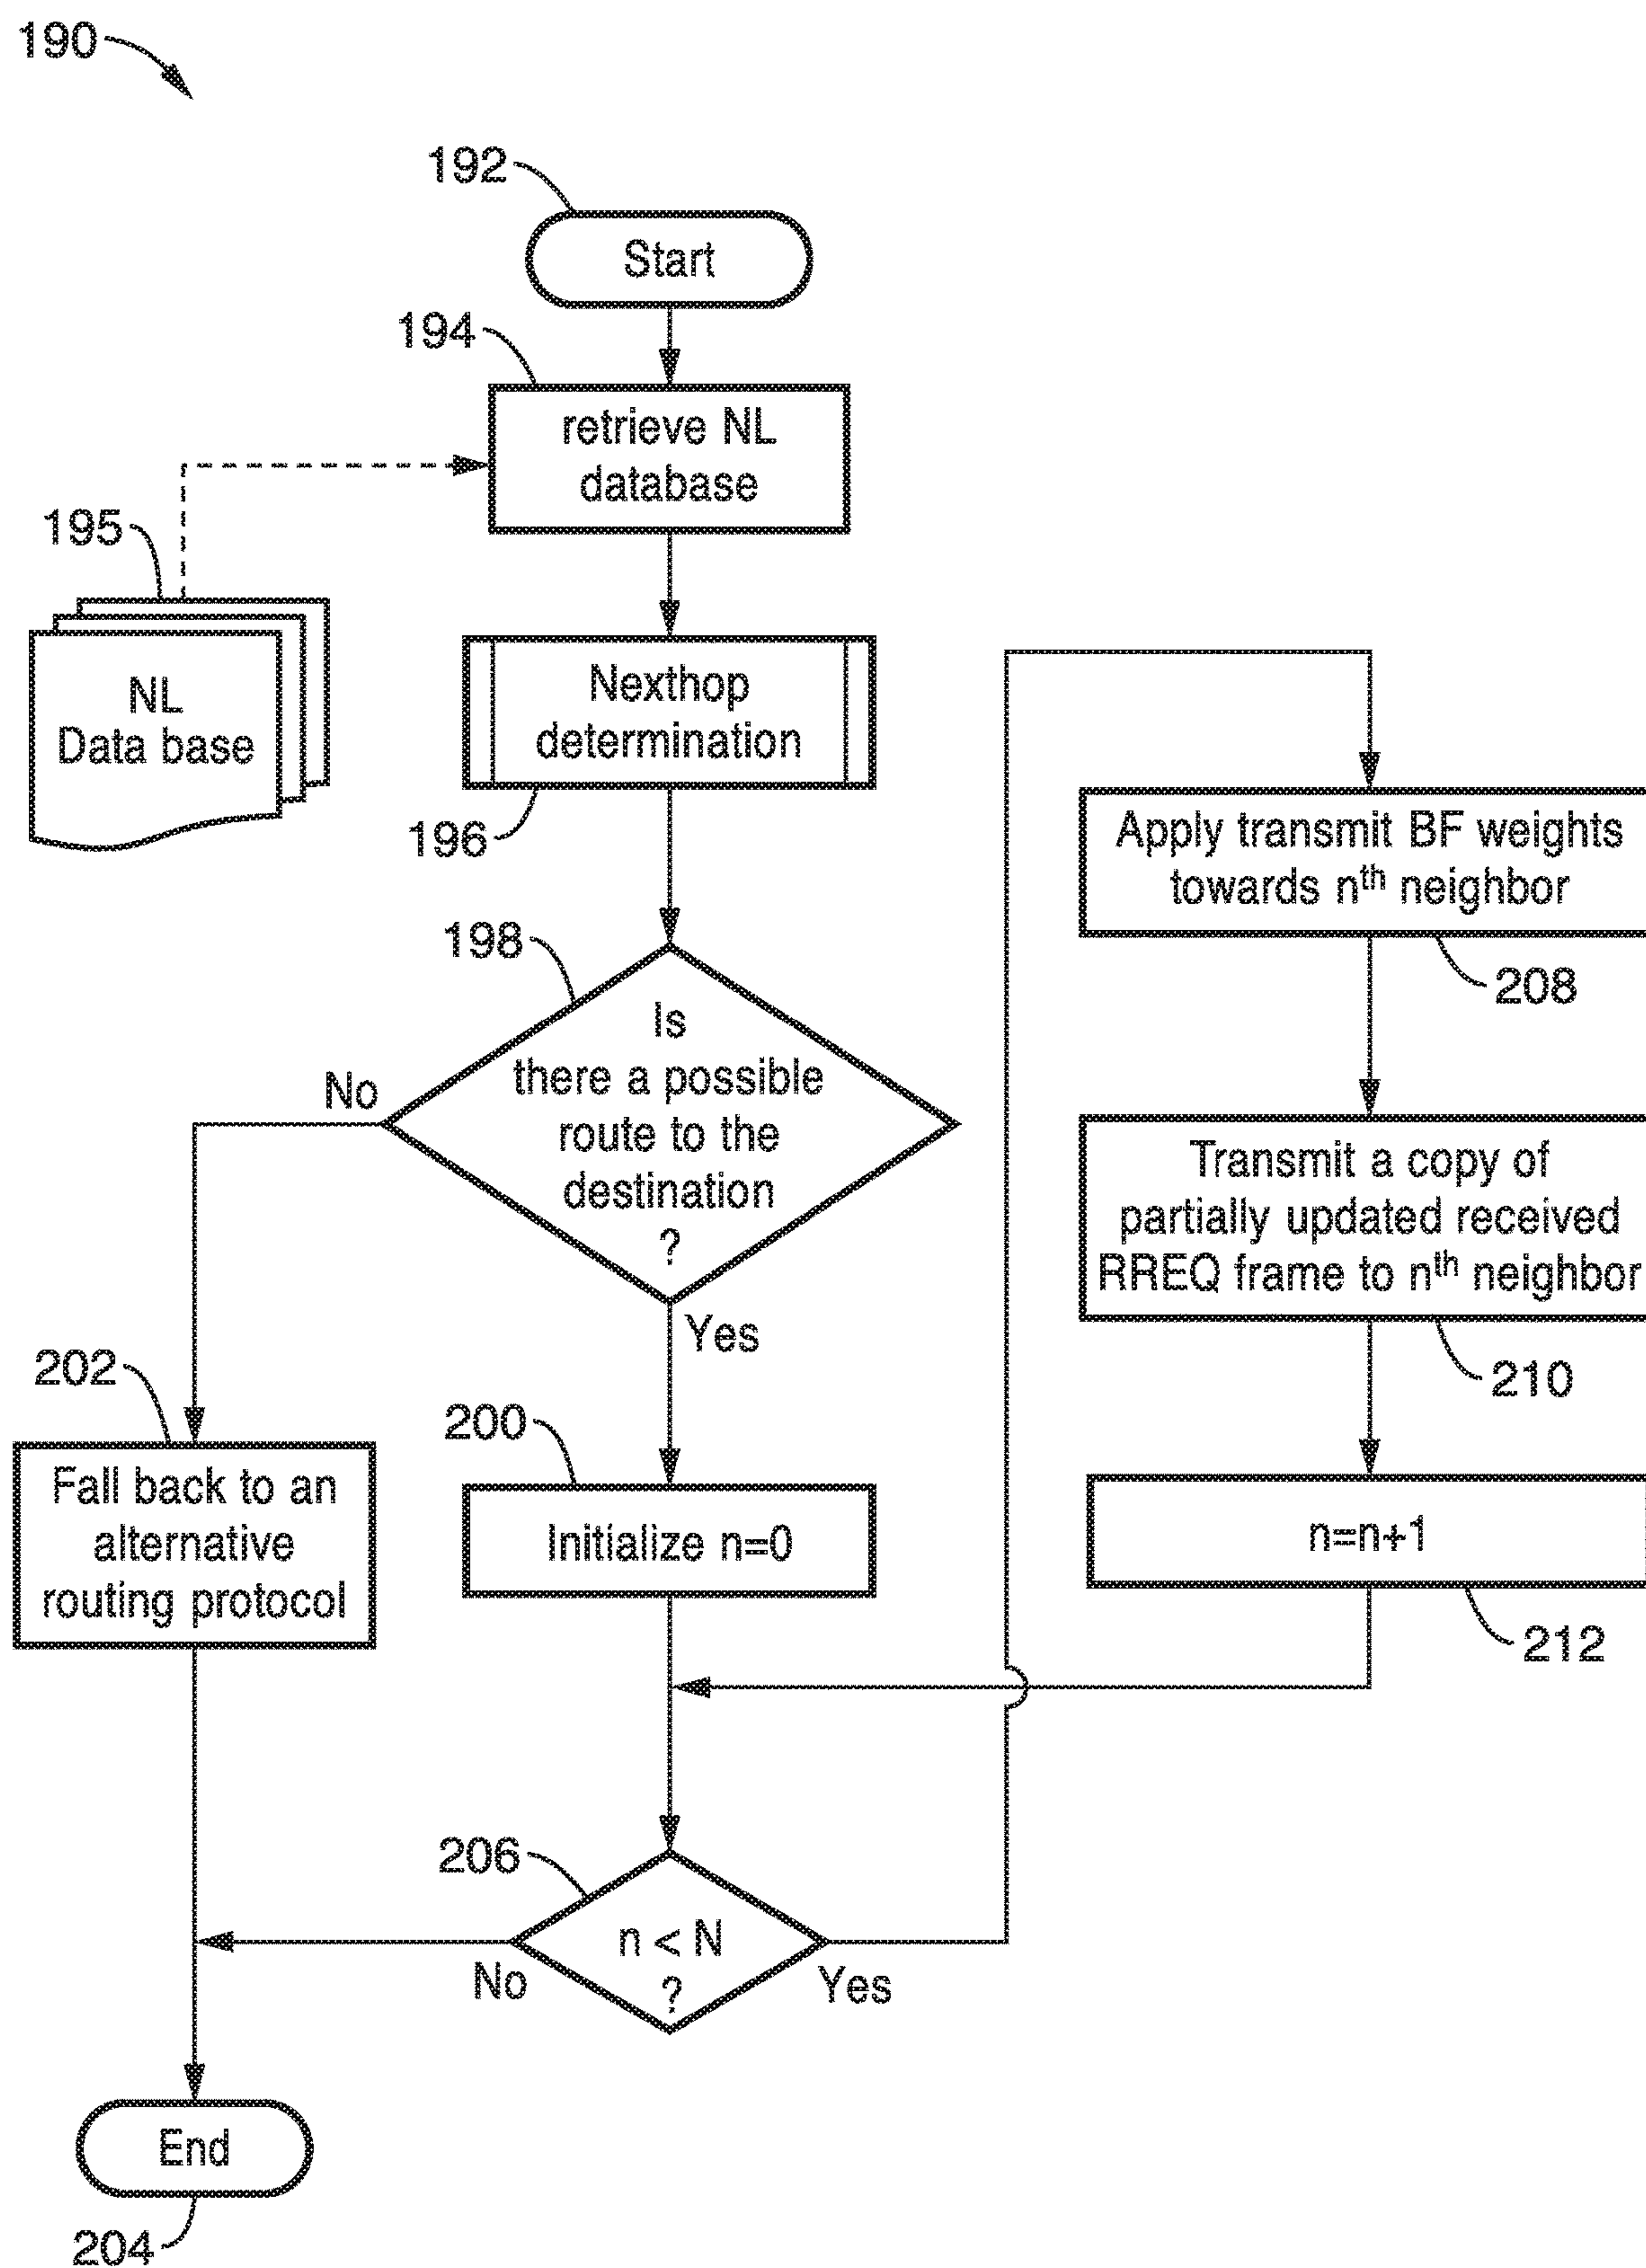 190
192
Start
194
retrieve NL
database
195
NL
Data base
Nexthop
determination
196
198
Is
there a possible
route to the
destination
?
No
Yes
202
Fall back to an
alternative
routing protocol
200
Initialize n=0
206
n < N
?
No
Yes
End
204
Apply transmit BF weights
towards nth neighbor
208
Transmit a copy of
partially updated received
RREQ frame to nth neighbor
210
n=n+1
212